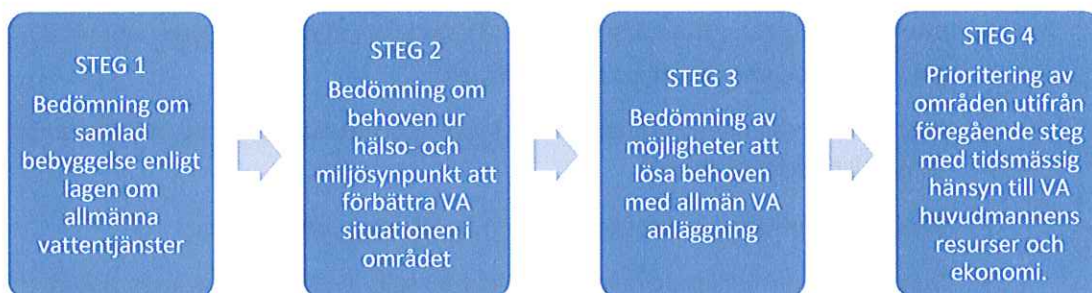 STEG 1
Bedömning om
samlad
bebyggelse enligt
lagen om
allmänna
vattentjänster
STEG 2
Bedömning om
behoven ur
hälso- och
miljösynpunkt att
förbättra VA
situationen i
området
STEG 3
Bedömning av
möjligheter att
lösa behoven
med allmän VA
anläggning
STEG 4
Prioritering av
områden utifrån
föregående steg
med tidsmässig
hänsyn till VA
huvudmannens
resurser och
ekonomi.